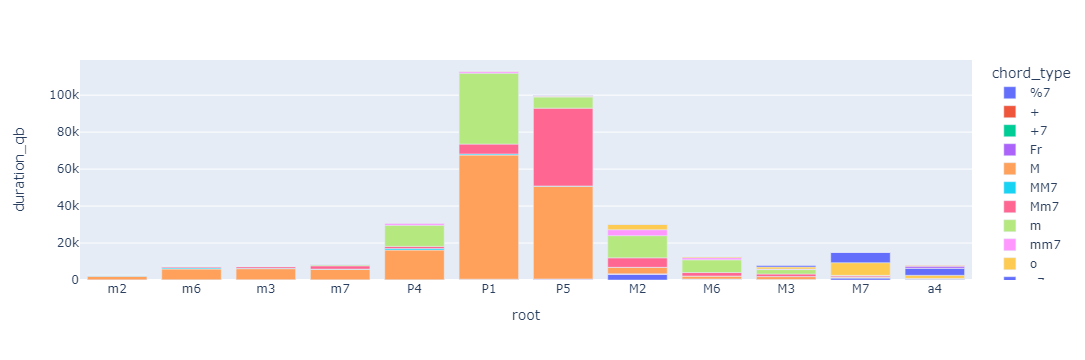 chord_type
%7
+
+7
Fr
M
MM7
Mm7
m
mm7
o
100k
80k
60k
40k
20k
0
duration_qb
m2 m6 m3 m7 P4 P1 P5 M2 M6 M3 M7 a4
root